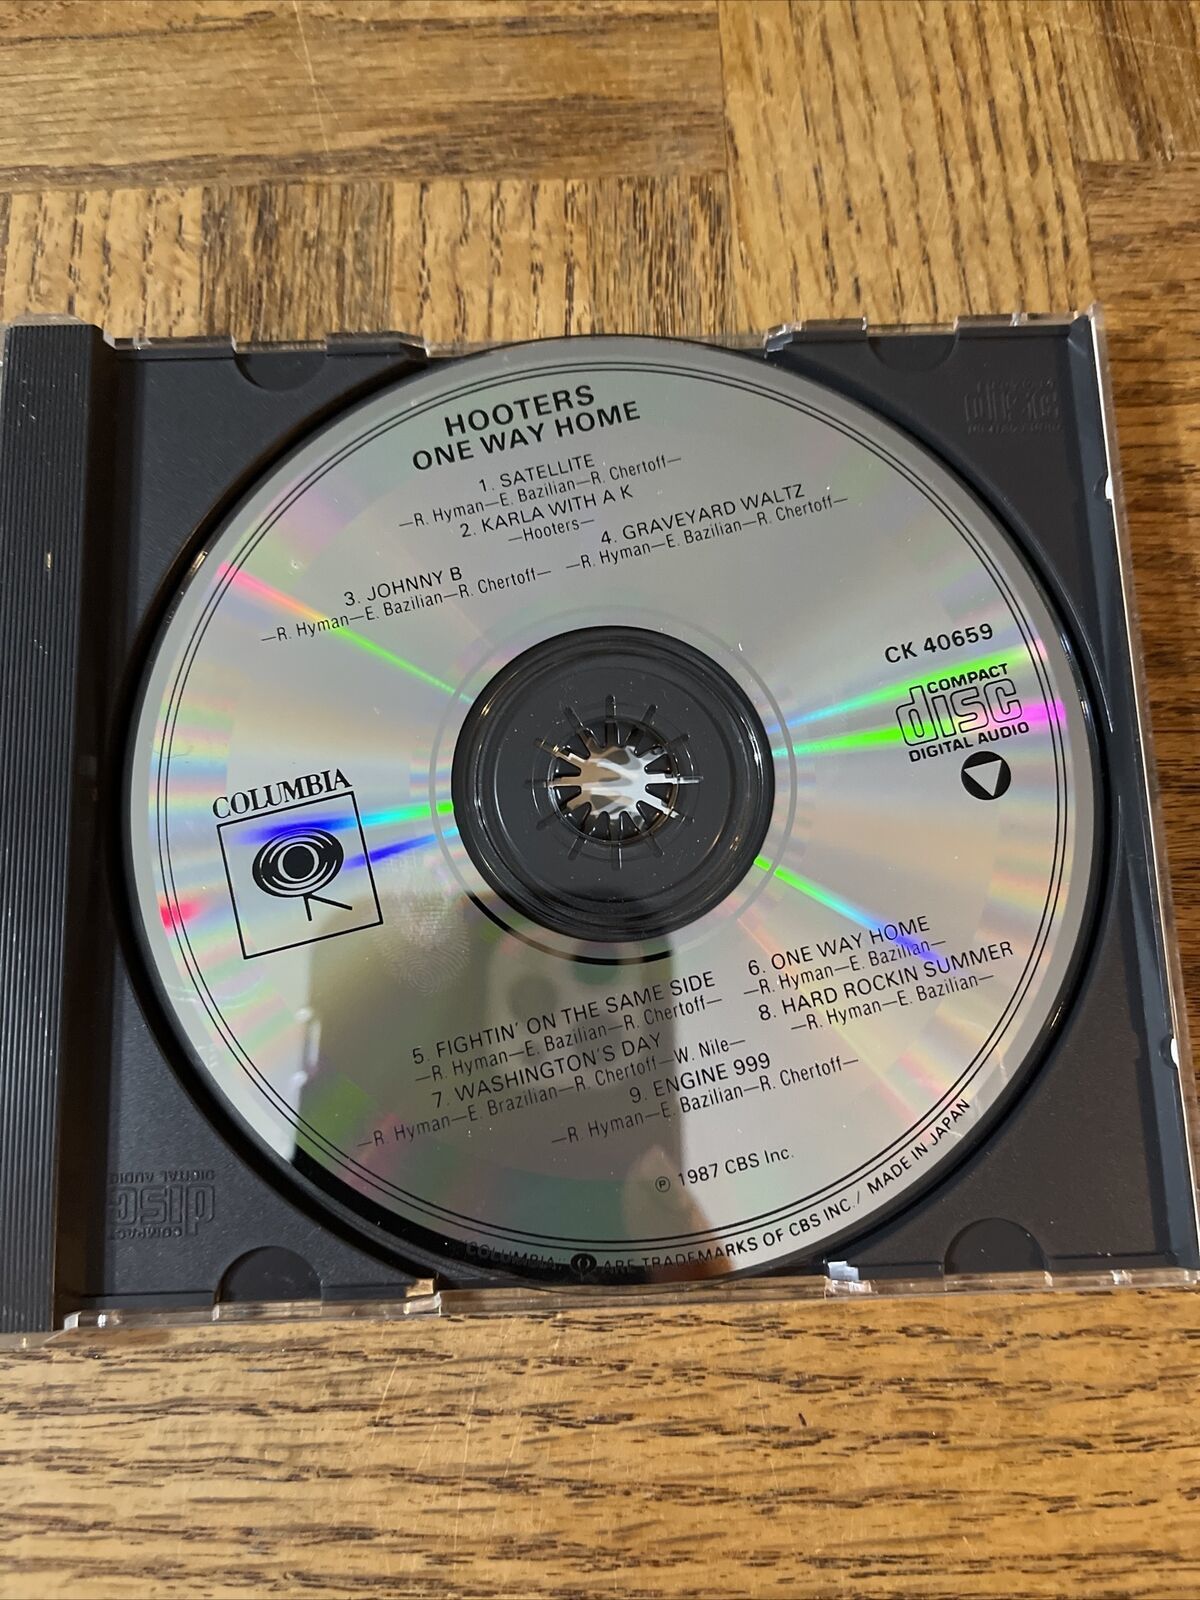 HOOTERS
ONE WAY HOME
1. SATELLITE
—R. Hyman—E. Bazilian—R. Chertoff—
2. KARLA WITH A K
—Hooters—
3. JOHNNY B
—R. Hyman—E. Bazilian—R. Chertoff—
4. GRAVEYARD WALTZ
—R. Hyman—E. Bazilian—R. Chertoff—
CK 40659
COMPACT
disc
DIGITAL AUDIO
COLUMBIA
5. FIGHTIN' ON THE SAME SIDE
—R. Hyman—E. Bazilian—R. Chertoff—
6. ONE WAY HOME
—R. Hyman—E. Bazilian—
7. WASHINGTON'S DAY
—R. Hyman—E. Brazilian—R. Chertoff—W. Nile—
8. HARD ROCKIN SUMMER
—R. Hyman—E. Bazilian—
9. ENGINE 999
—R. Hyman—E. Bazilian—R. Chertoff—
℗ 1987 CBS Inc.
"COLUMBIA," ARE TRADEMARKS OF CBS INC. / MADE IN JAPAN
COMPACT
disc
DIGITAL AUDIO
disc
DIGITAL AUDIO